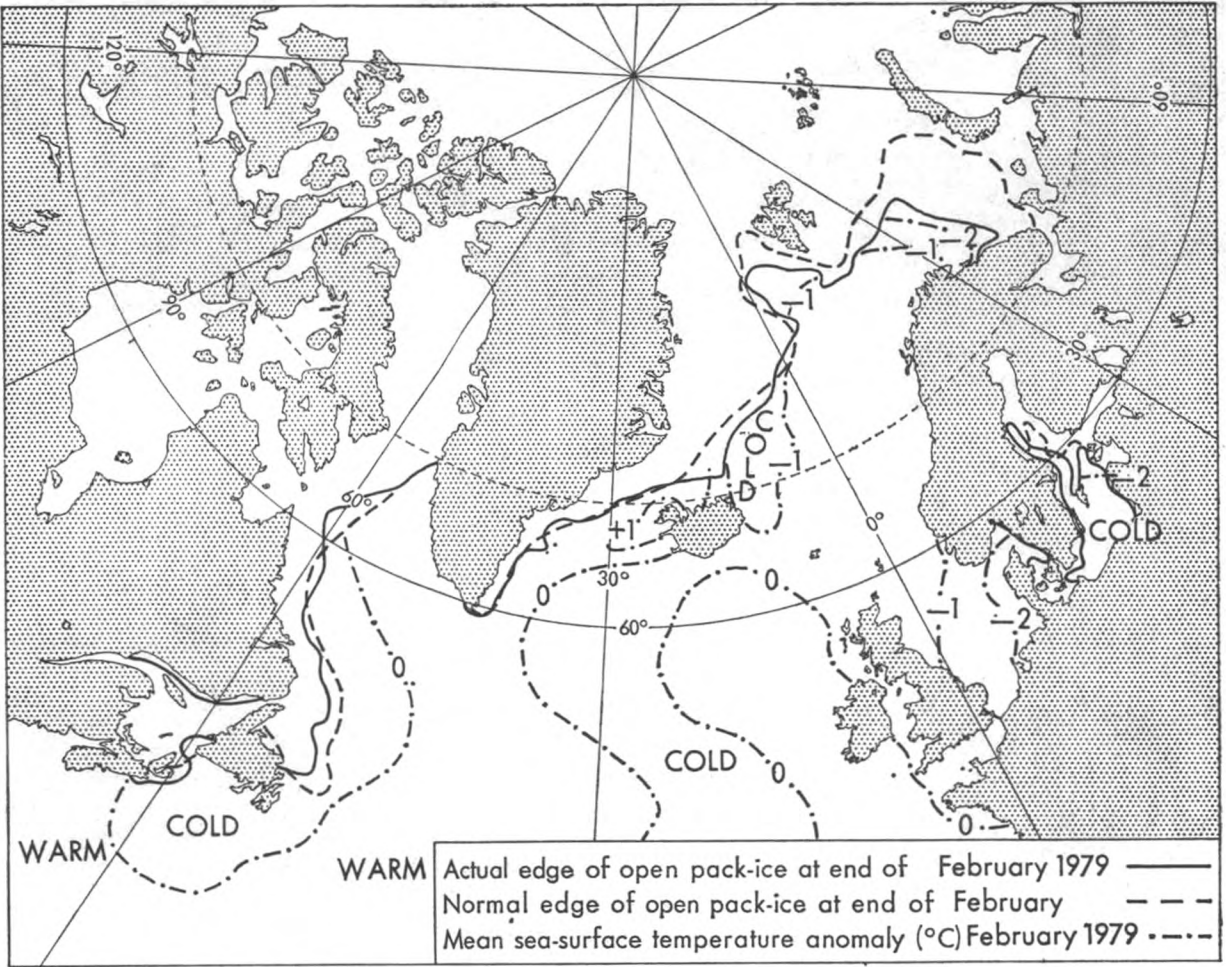 120°
60°
90°
-2
-1
-1
30°
C
O
L
D
-1
-2
60°
COLD
+1
0°
30°
0
0
-1
-2
60°
0
COLD
0
COLD
0
WARM
WARM
Actual edge of open pack-ice at end of February 1979
Normal edge of open pack-ice at end of February
Mean sea-surface temperature anomaly (°C) February 1979